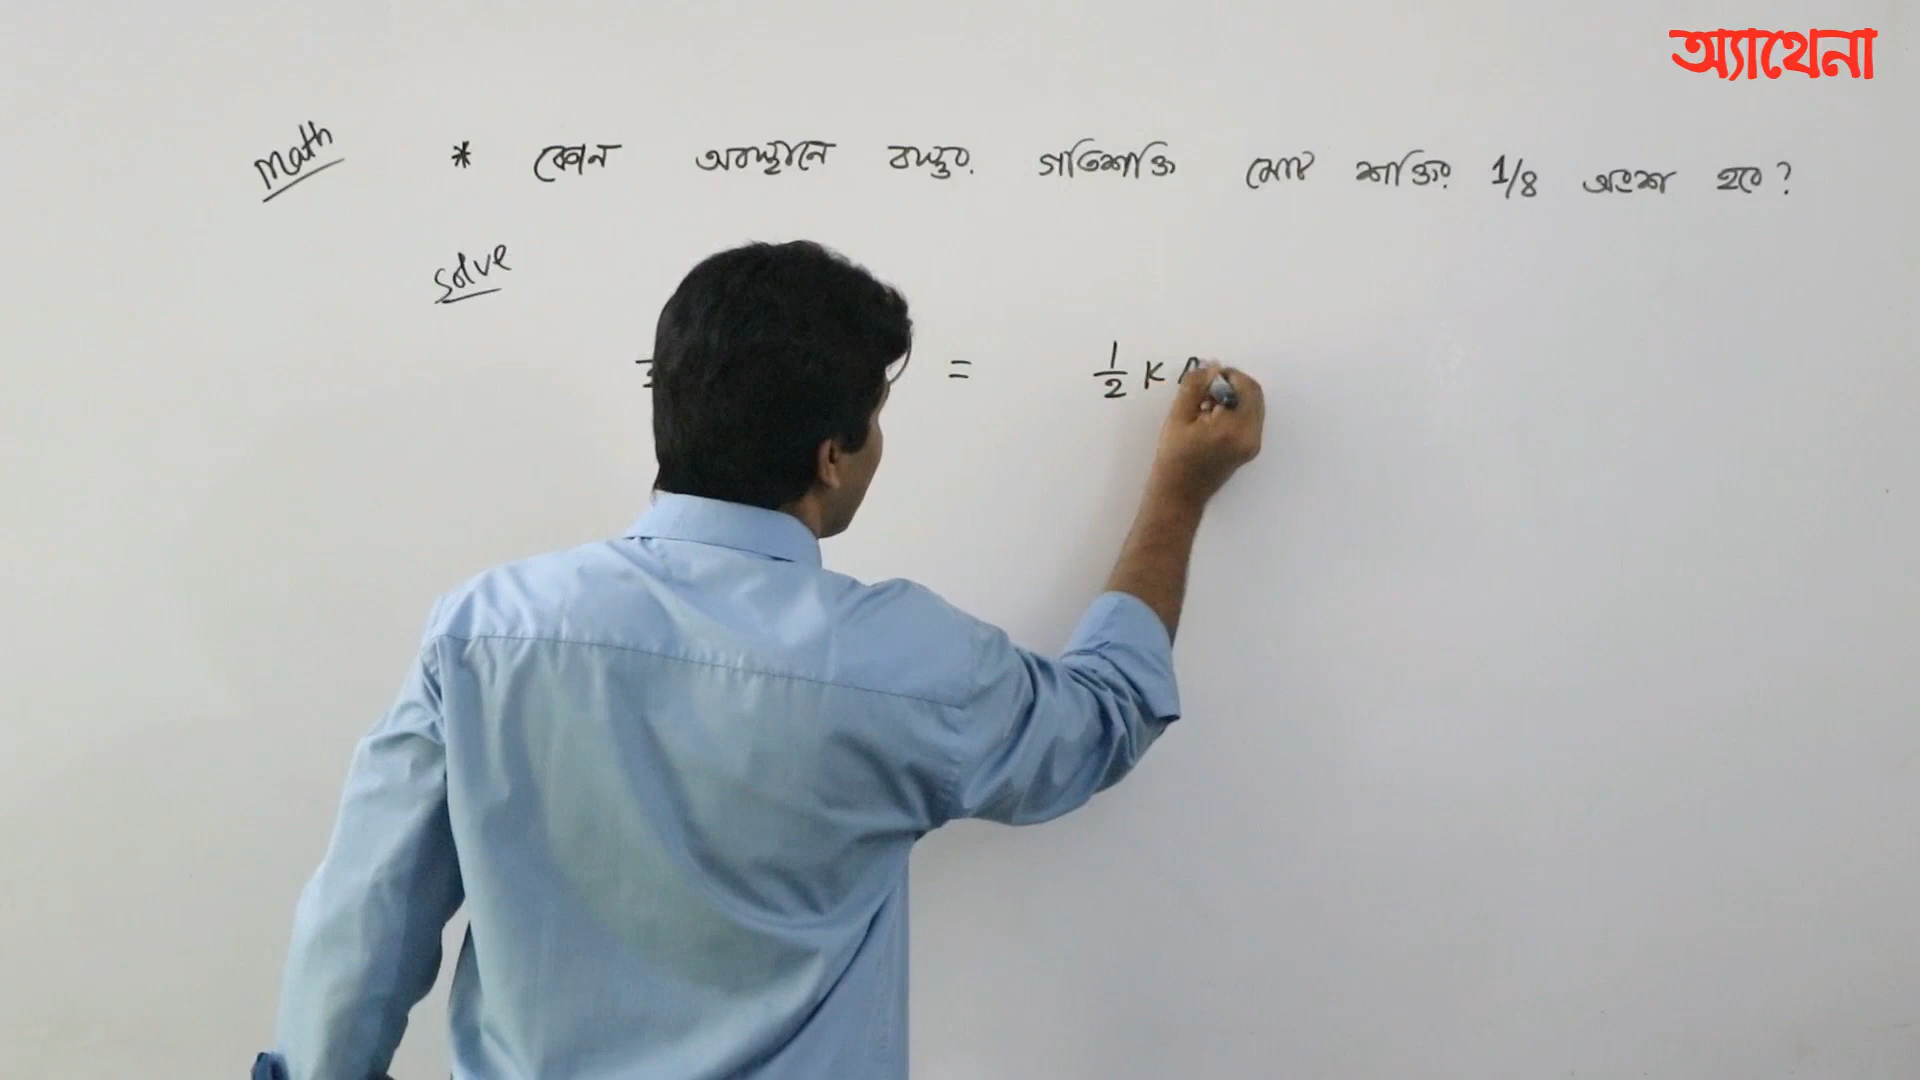 অ্যাথেনা
Math * কোন অবস্থানে বস্তুর গতিশক্তি মোট শক্তির 1/8 অংশ হবে?
Solve
= 1/2 K